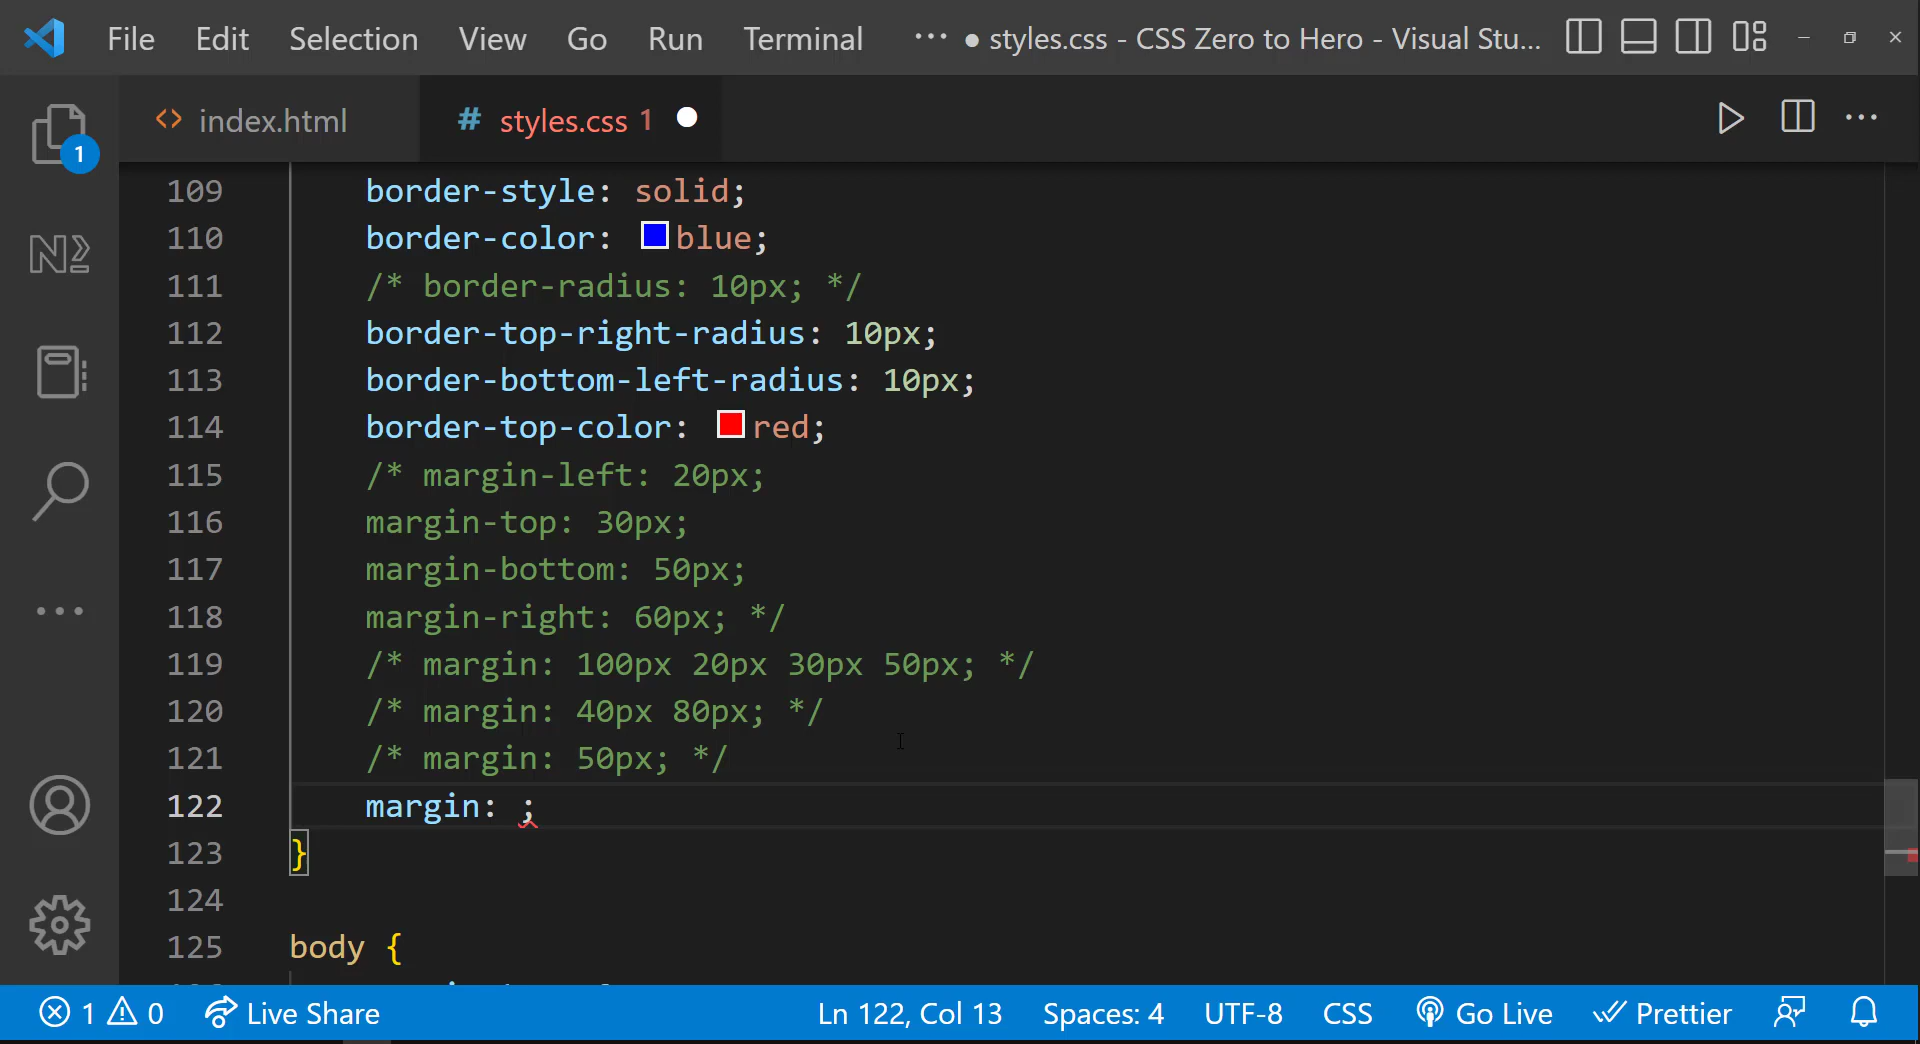 File Edit Selection View Go Run Terminal ··· ● styles.css - CSS Zero to Hero - Visual Stu...
<> index.html # styles.css 1 ● ···
1
109 border-style: solid;
110 border-color: blue;
111 /* border-radius: 10px; */
112 border-top-right-radius: 10px;
113 border-bottom-left-radius: 10px;
114 border-top-color: red;
115 /* margin-left: 20px;
116 margin-top: 30px;
117 margin-bottom: 50px;
118 margin-right: 60px; */
119 /* margin: 100px 20px 30px 50px; */
120 /* margin: 40px 80px; */
121 /* margin: 50px; */
122 margin: ;
123 }
124
125 body {
1 0 Live Share Ln 122, Col 13 Spaces: 4 UTF-8 CSS Go Live Prettier